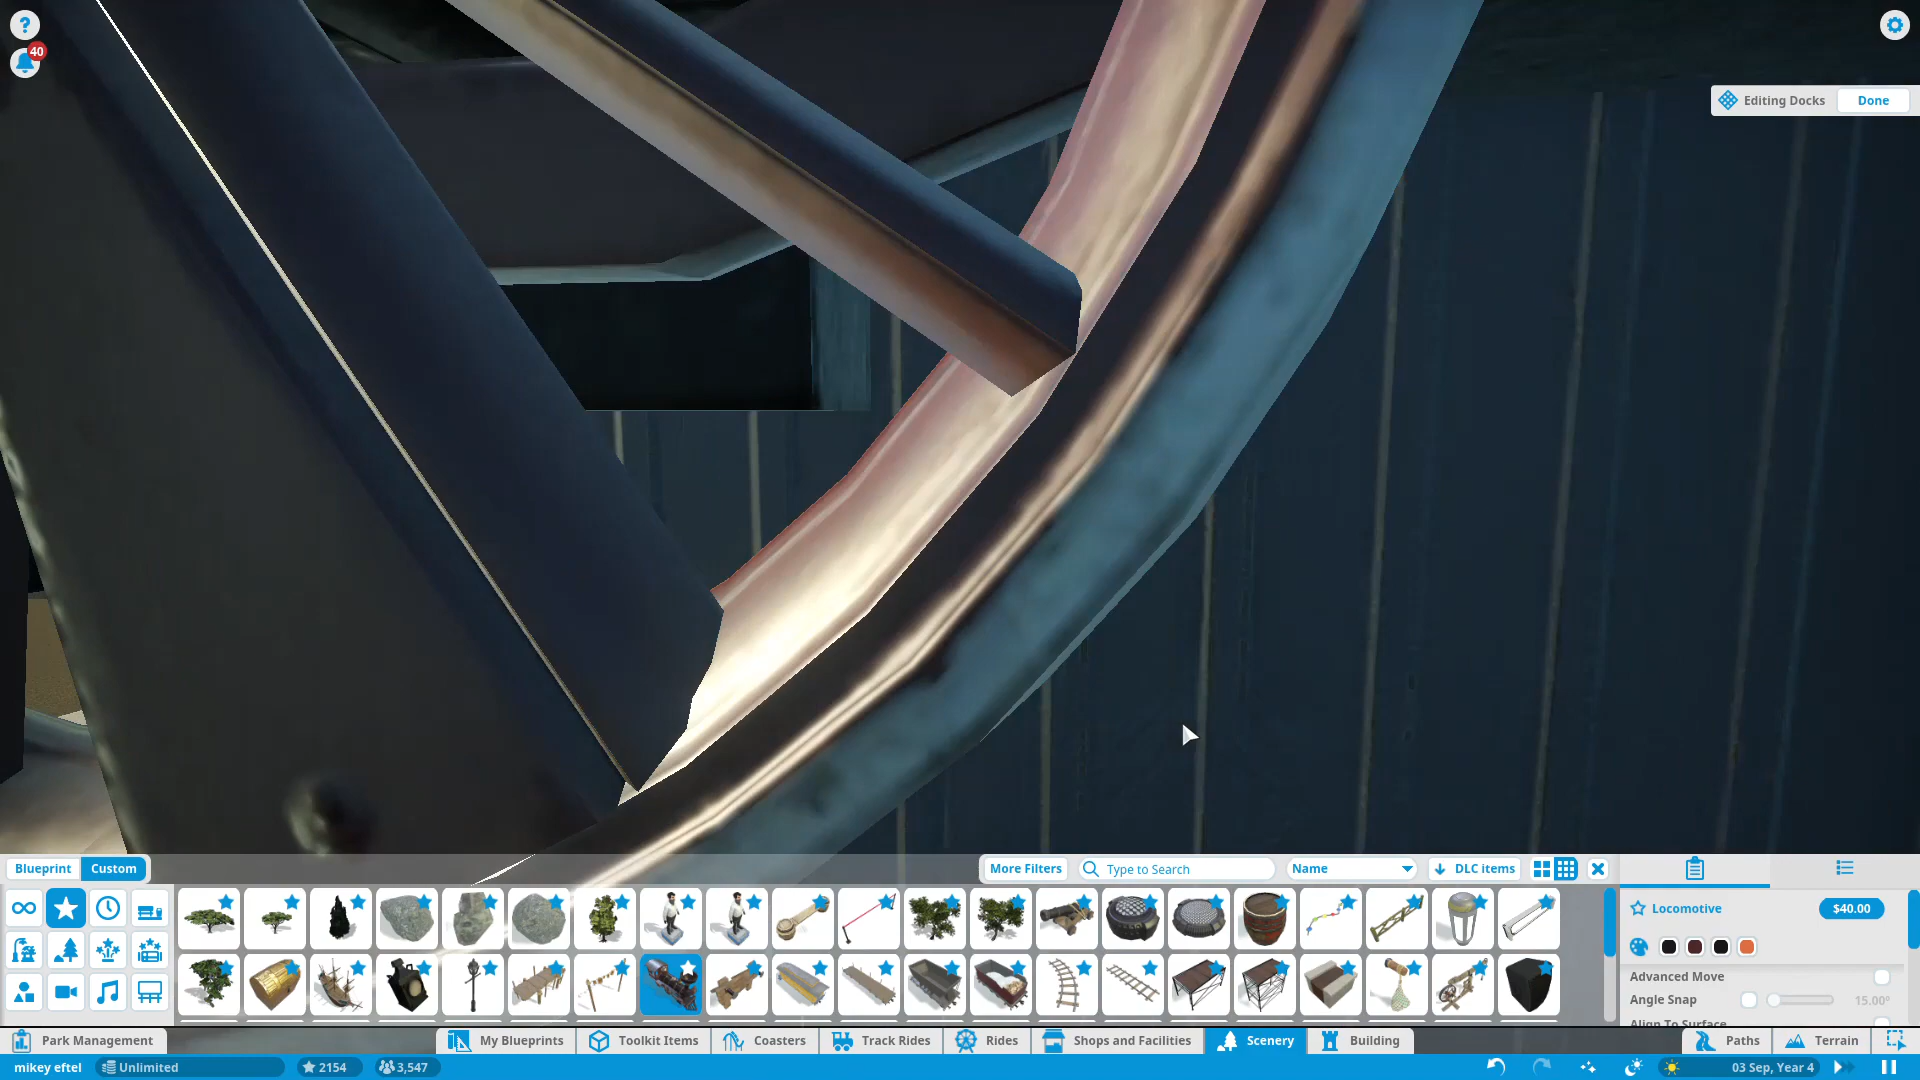 ?
40
Editing Docks Done
Blueprint Custom
More Filters Type to Search Name DLC items
Locomotive $40.00
Advanced Move
Angle Snap 15.00°
Align To Surface
Park Management My Blueprints Toolkit Items Coasters Track Rides Rides Shops and Facilities Scenery Building Paths Terrain
mikey eftel Unlimited 2154 3,547 03 Sep, Year 4